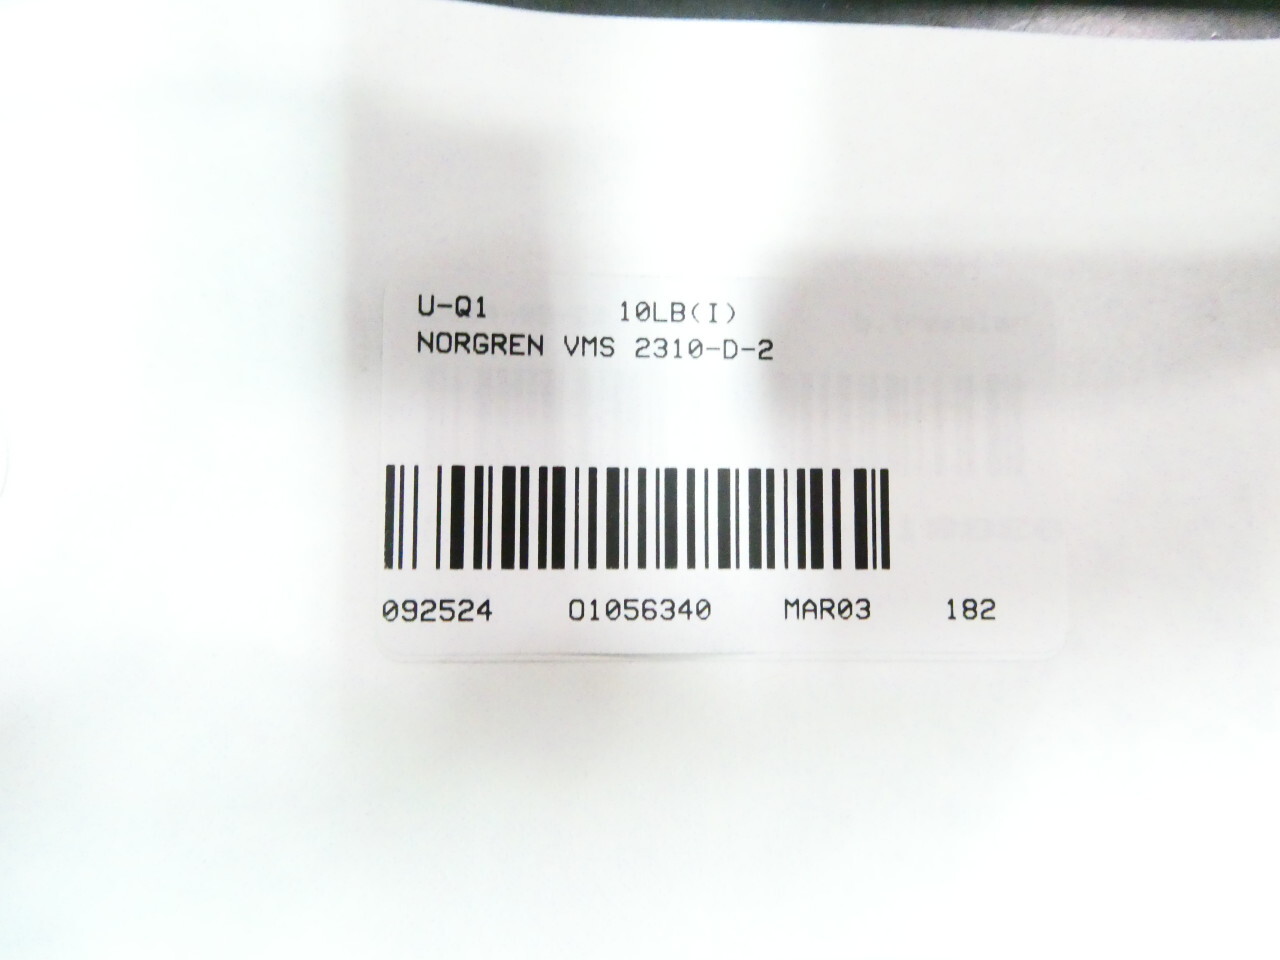 U-Q1 10LB(I)
NORGREN VMS 2310-D-2
092524 01056340 MAR03 182